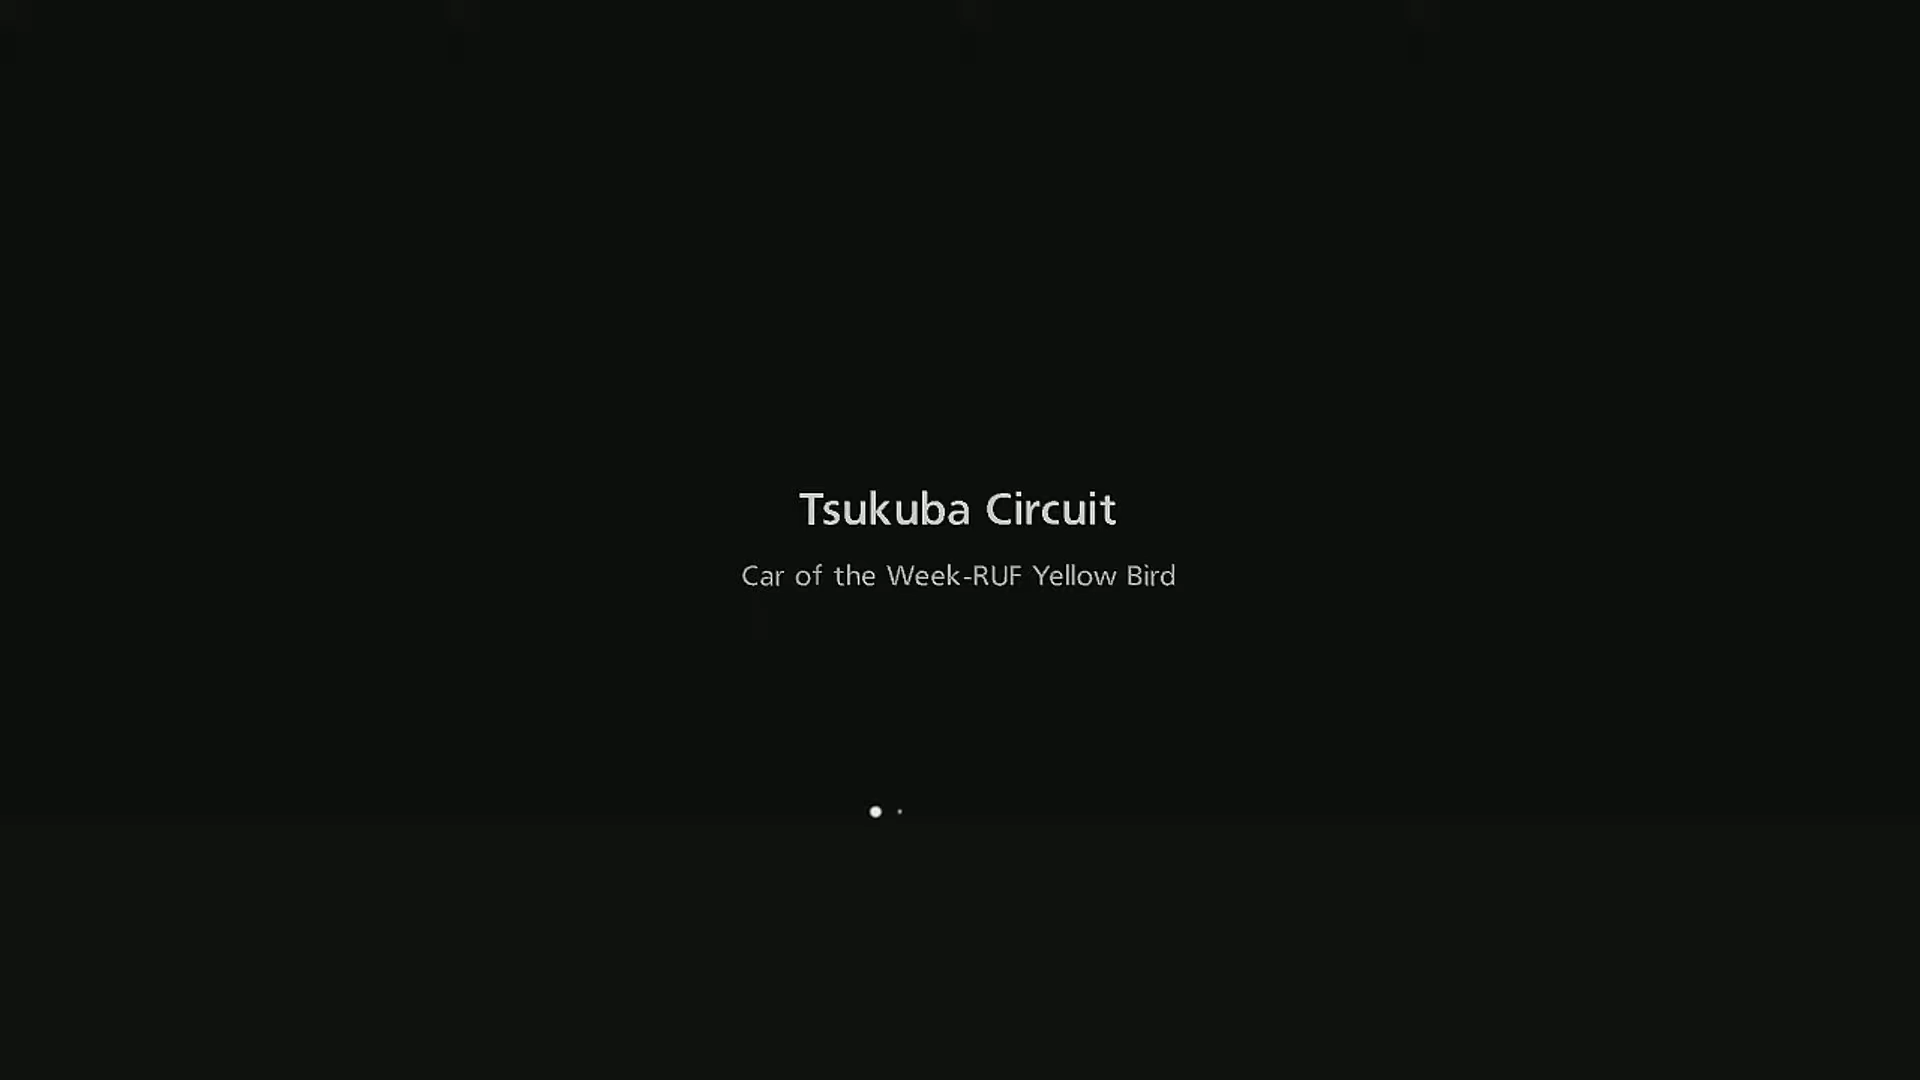 Tsukuba Circuit
Car of the Week-RUF Yellow Bird